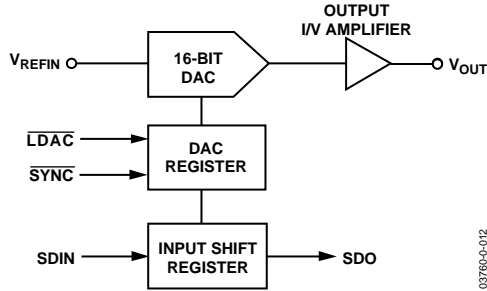 OUTPUT
I/V AMPLIFIER
VREFIN
16-BIT
DAC
VOUT
LDAC
SYNC
DAC
REGISTER
SDIN
INPUT SHIFT
REGISTER
SDO
03760-0-012